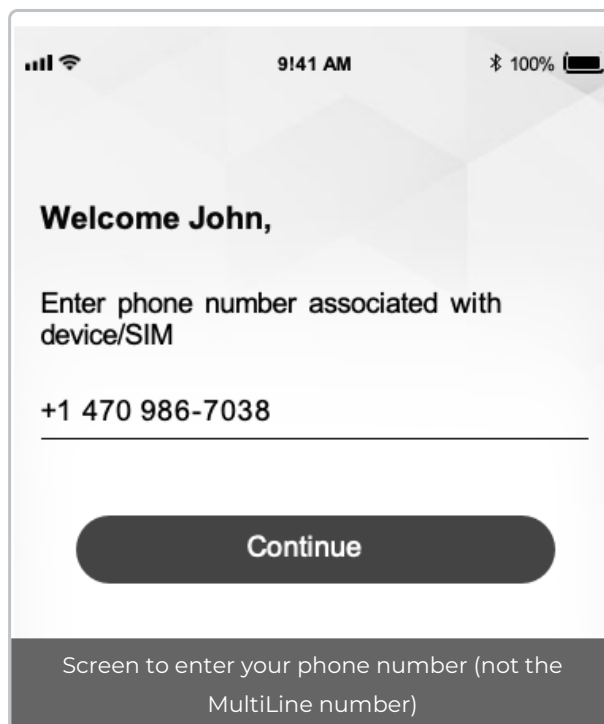 9:41 AM
100%
Welcome John,
Enter phone number associated with
device/SIM
+1 470 986-7038
Continue
Screen to enter your phone number (not the
MultiLine number)